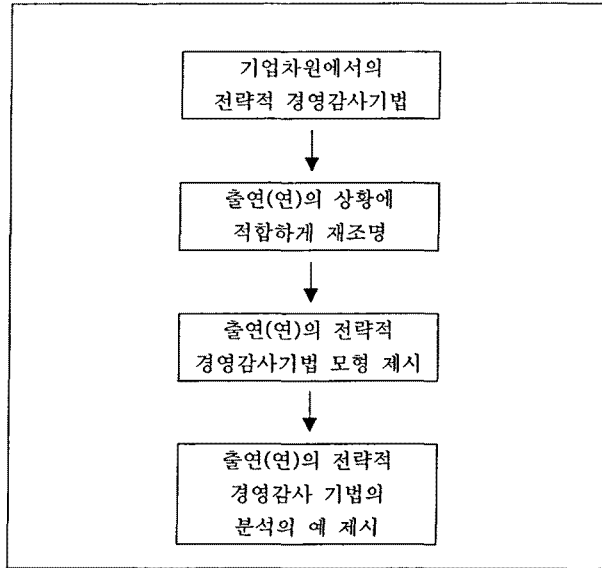 기업차원에서의
전략적 경영감사기법
출연(연)의 상황에
적합하게 재조명
출연(연)의 전략적
경영감사기법 모형 제시
출연(연)의 전략적
경영감사 기법의
분석의 예 제시